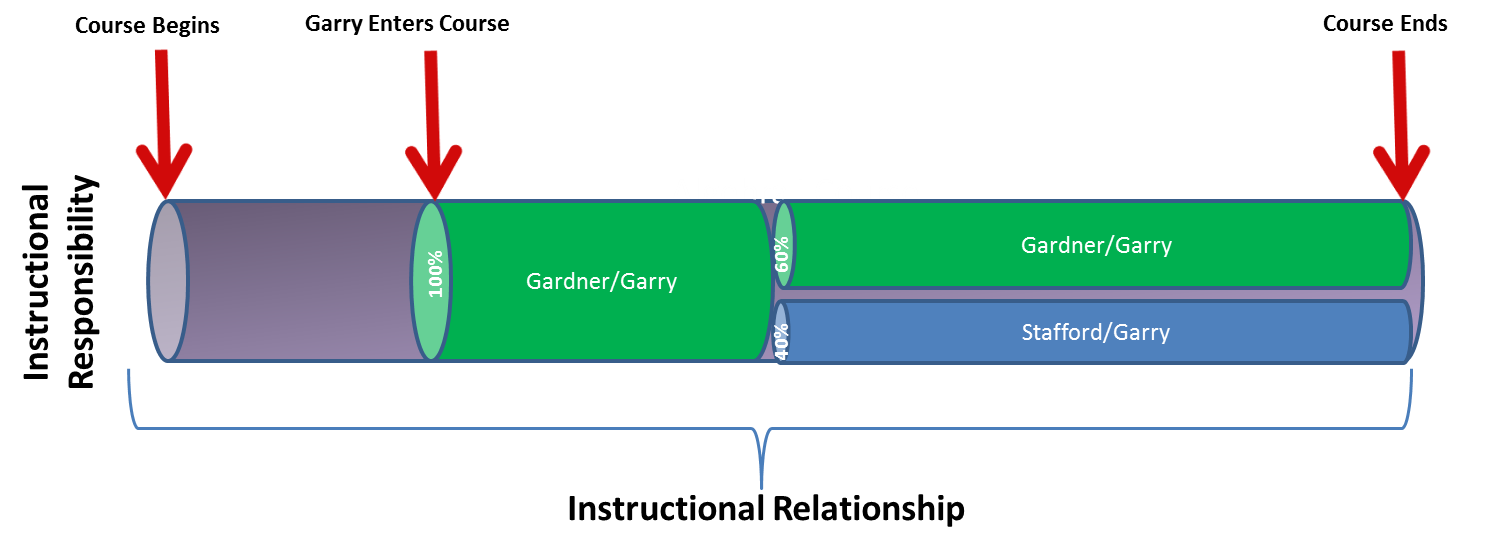 Course Begins
Garry Enters Course
Course Ends
Instructional
Responsibility
100%
Gardner/Garry
60%
Gardner/Garry
40%
Stafford/Garry
Instructional Relationship